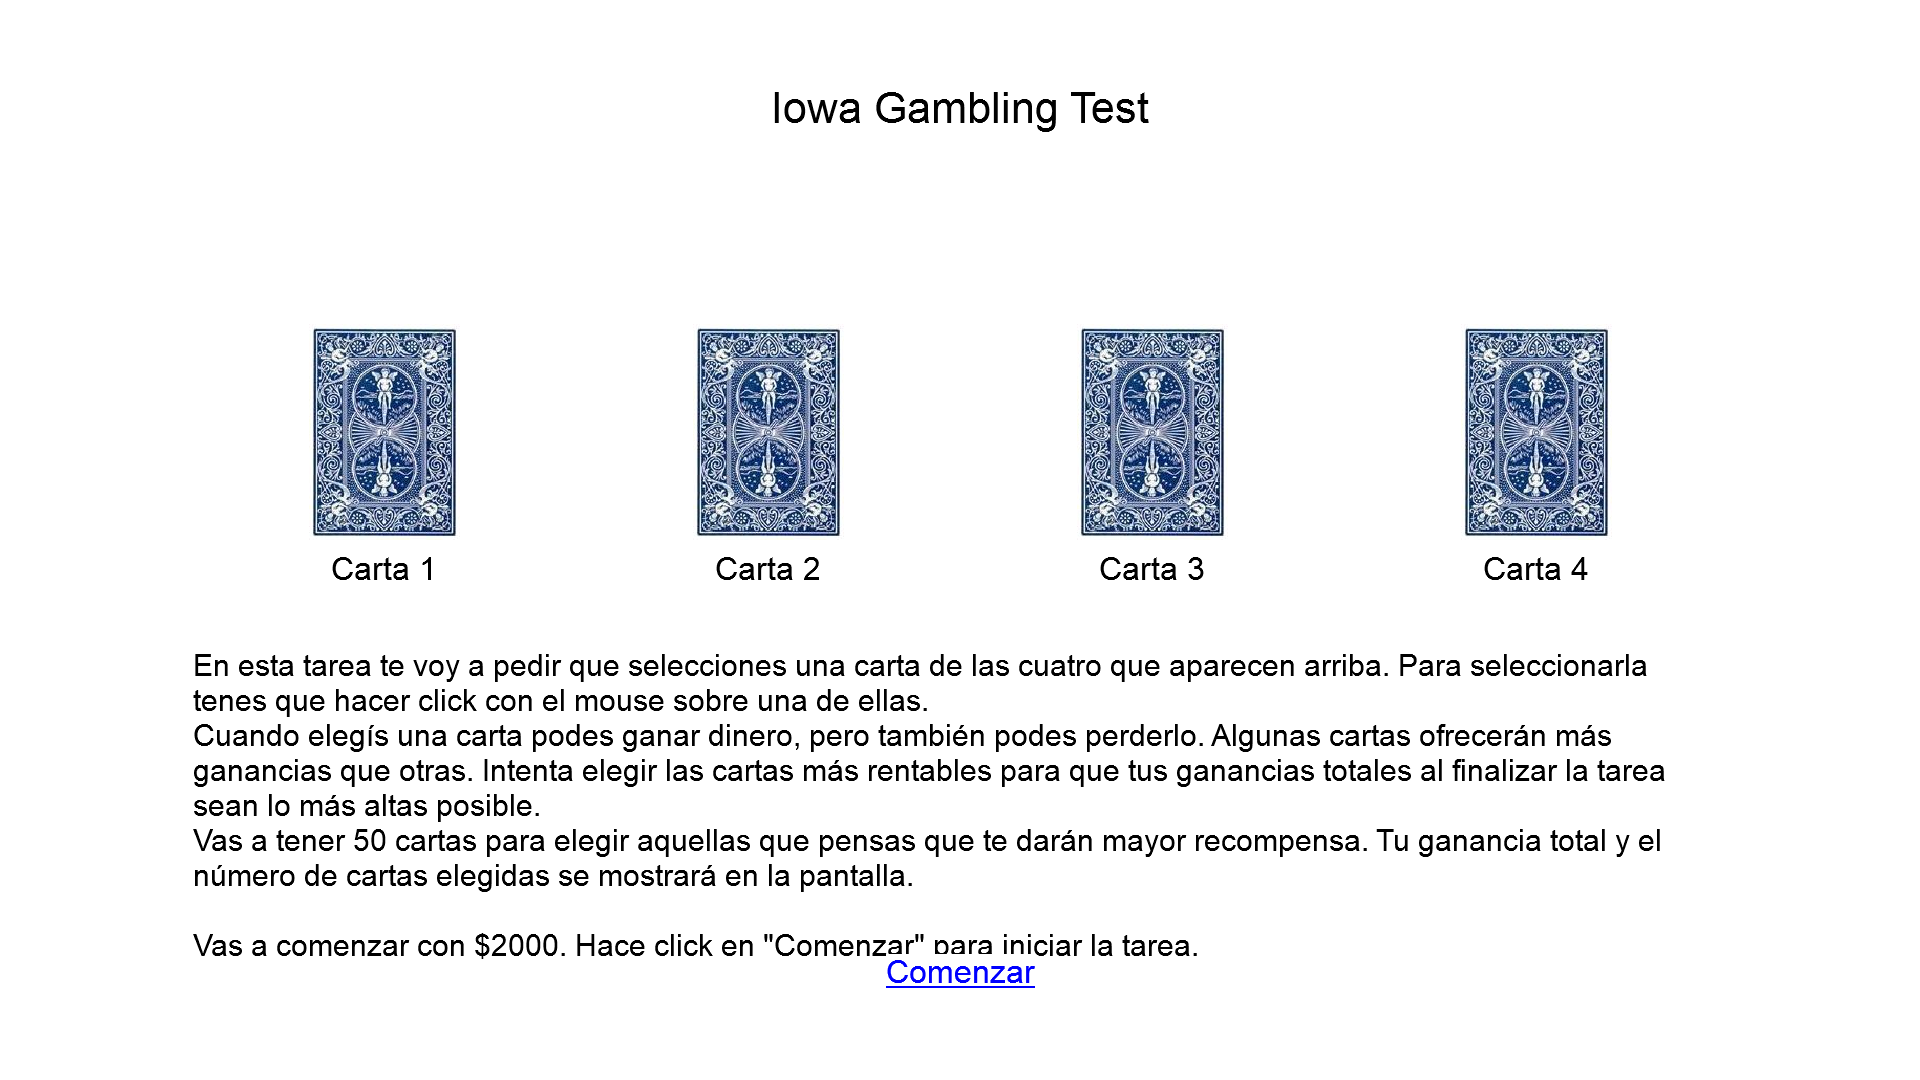 Iowa Gambling Test
Carta 1
Carta 2
Carta 3
Carta 4
En esta tarea te voy a pedir que selecciones una carta de las cuatro que aparecen arriba. Para seleccionarla
tenes que hacer click con el mouse sobre una de ellas.
Cuando elegís una carta podes ganar dinero, pero también podes perderlo. Algunas cartas ofrecerán más
ganancias que otras. Intenta elegir las cartas más rentables para que tus ganancias totales al finalizar la tarea
sean lo más altas posible.
Vas a tener 50 cartas para elegir aquellas que pensas que te darán mayor recompensa. Tu ganancia total y el
número de cartas elegidas se mostrará en la pantalla.
Vas a comenzar con $2000. Hace click en "Comenzar" para iniciar la tarea.
Comenzar